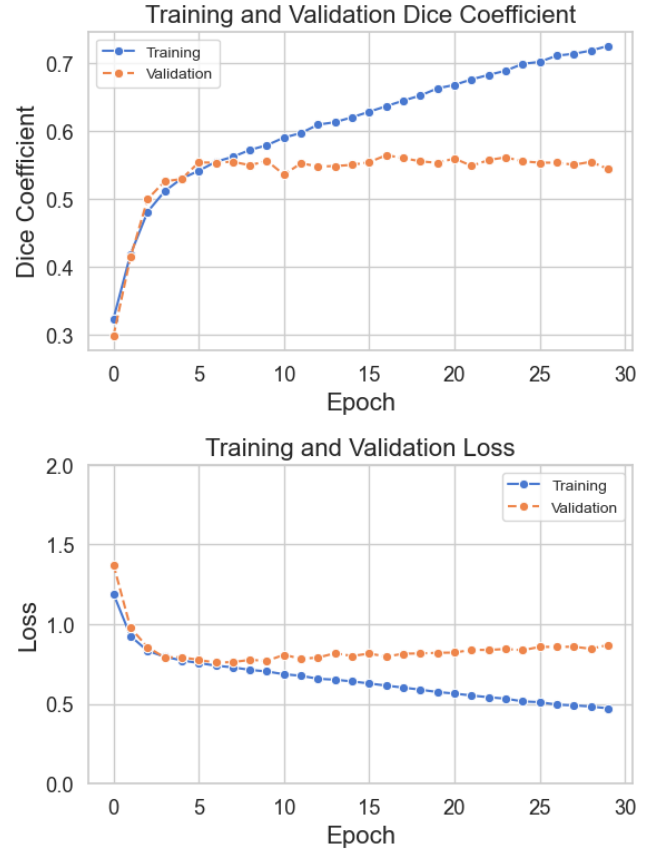 Training and Validation Dice Coefficient
Training
Validation
0.7
0.6
0.5
0.4
0.3
Dice Coefficient
0 5 10 15 20 25 30
Epoch
Training and Validation Loss
Training
Validation
2.0
1.5
1.0
0.5
0.0
Loss
0 5 10 15 20 25 30
Epoch